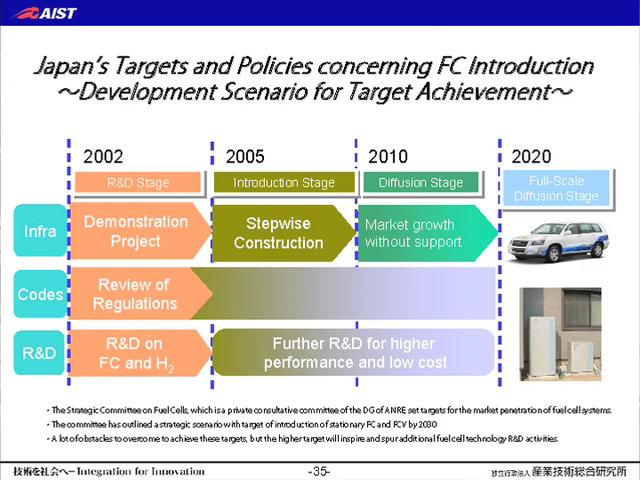 AIST
Japan's Targets and Policies concerning FC Introduction
～Development Scenario for Target Achievement～
2002 2005 2010 2020
R&D Stage Introduction Stage Diffusion Stage Full-Scale
Diffusion Stage
Infra Demonstration
Project Stepwise
Construction Market growth
without support
Codes Review of
Regulations
R&D R&D on
FC and H2 Further R&D for higher
performance and low cost
• The Strategic Committee on Fuel Cells, which is a private consultative committee of the DG of ANRE set targets for the market penetration of fuel cell systems.
• The committee has outlined a strategic scenario with target of introduction of stationary FC and FCV by 2030
• A lot of obstacles to overcome to achieve these targets, but the higher target will inspire and spur additional fuel cell technology R&D activities.
技術を社会へ－Integration for Innovation -35- 独立行政法人 産業技術総合研究所